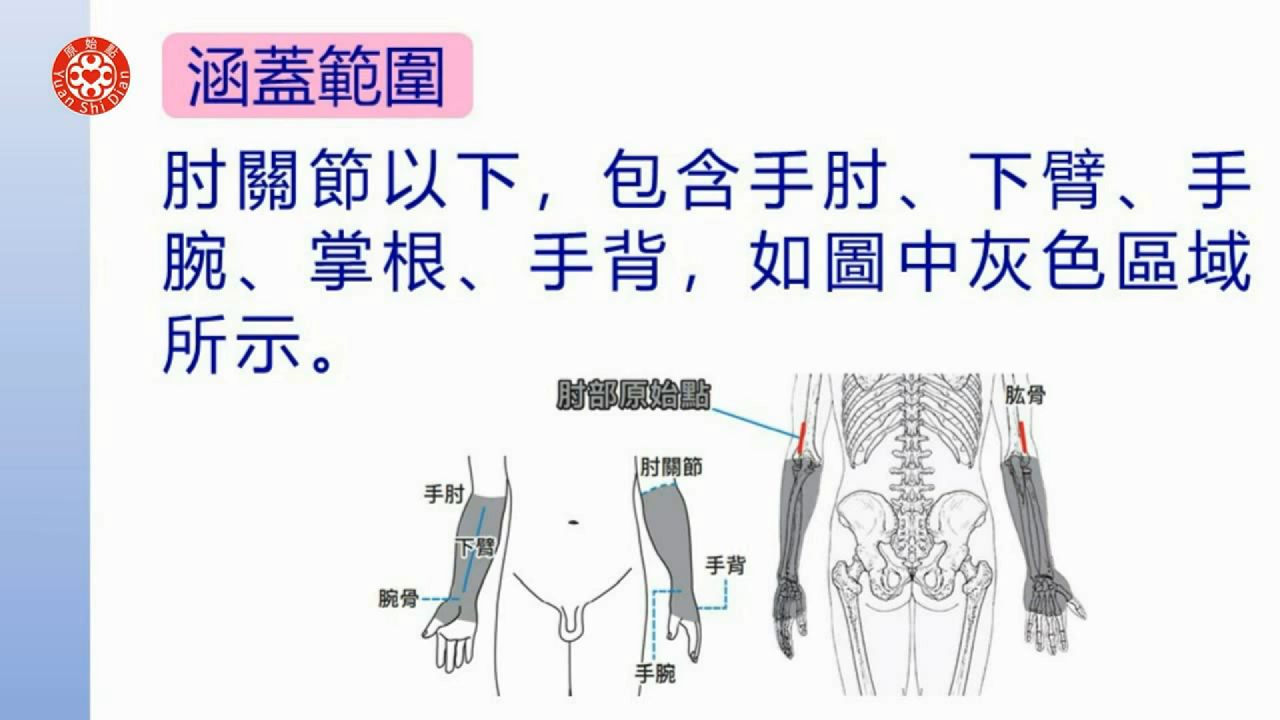 原始點
Yuan Shi Dian
涵蓋範圍
肘關節以下，包含手肘、下臂、手
腕、掌根、手背，如圖中灰色區域
所示。
肘部原始點
肱骨
肘關節
手肘
下臂
手背
腕骨
手腕